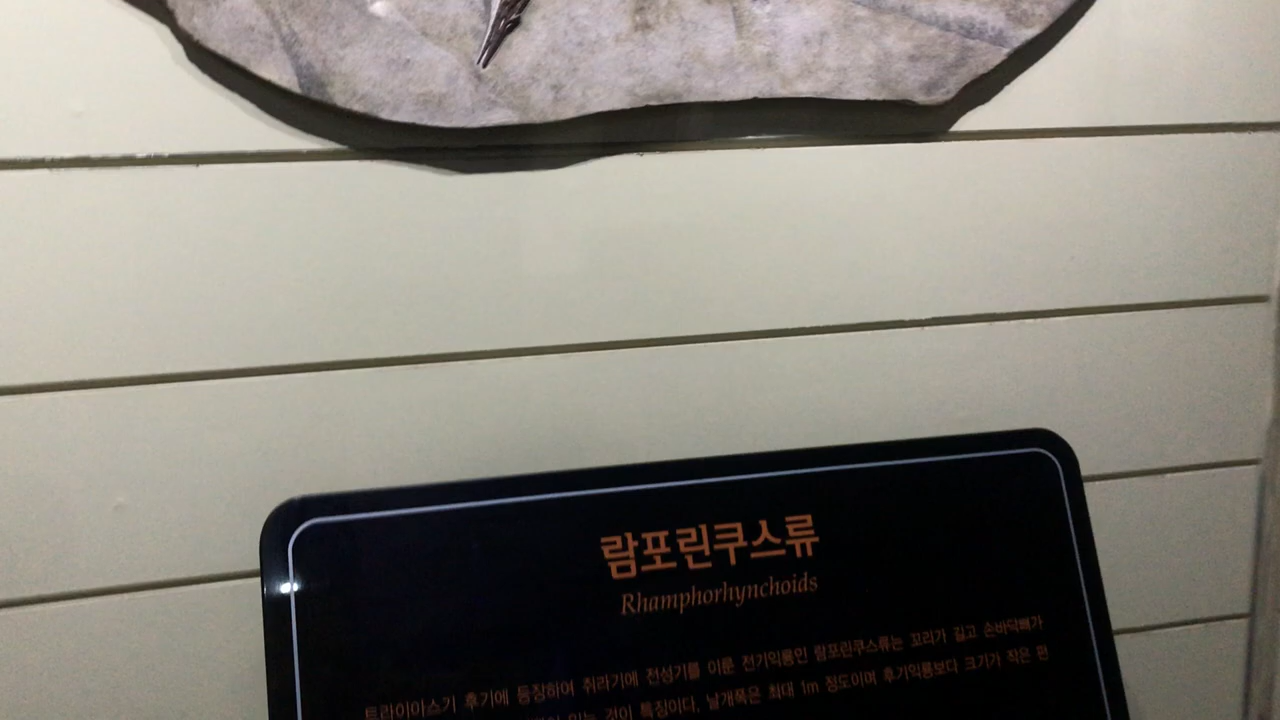 람포린쿠스류
Rhamphorhynchoids
트라이아스기 후기에 등장하여 쥐라기에 전성기를 이룬 전기익룡인 람포린쿠스류는 꼬리가 길고 손바닥뼈가
있는 것이 특징이다. 날개폭은 최대 1m 정도이며 후기익룡보다 크기가 작은 편